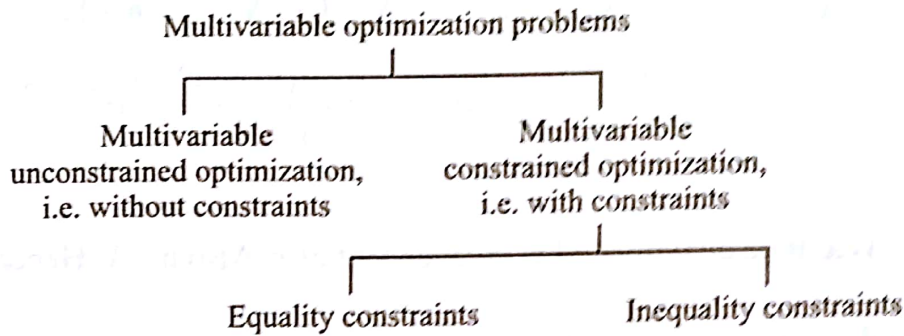 Multivariable optimization problems
Multivariable
unconstrained optimization,
i.e. without constraints
Multivariable
constrained optimization,
i.e. with constraints
Equality constraints
Inequality constraints